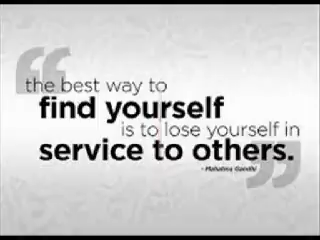 “
the best way to
find yourself
is to lose yourself in
service to others.
- Mahatma Gandhi
”